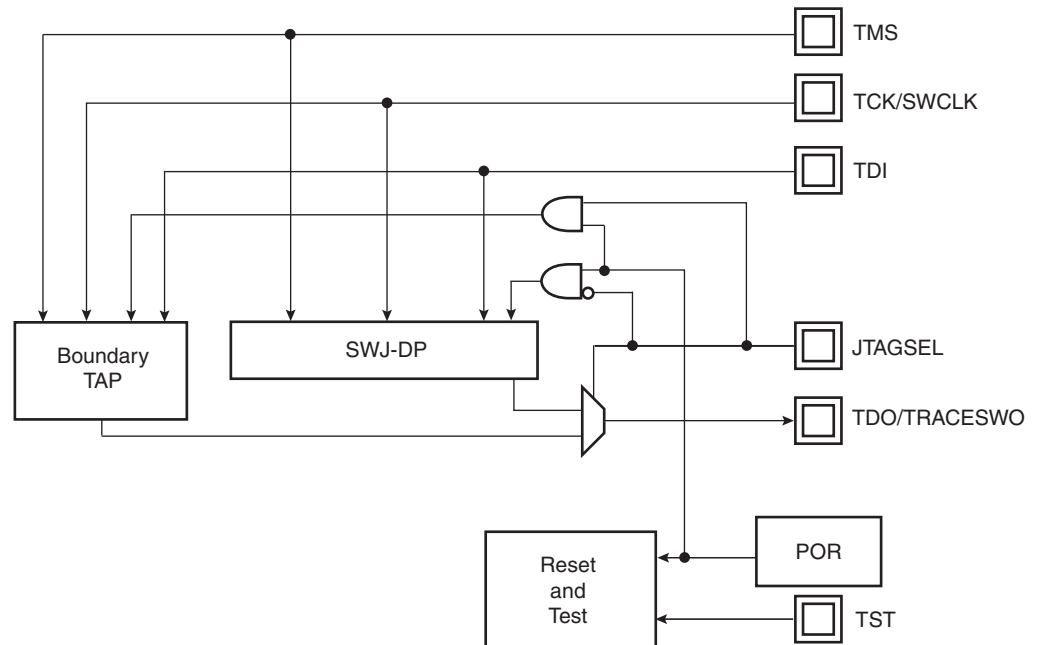 TMS
TCK/SWCLK
TDI
Boundary
TAP
SWJ-DP
JTAGSEL
TDO/TRACESWO
Reset
and
Test
POR
TST